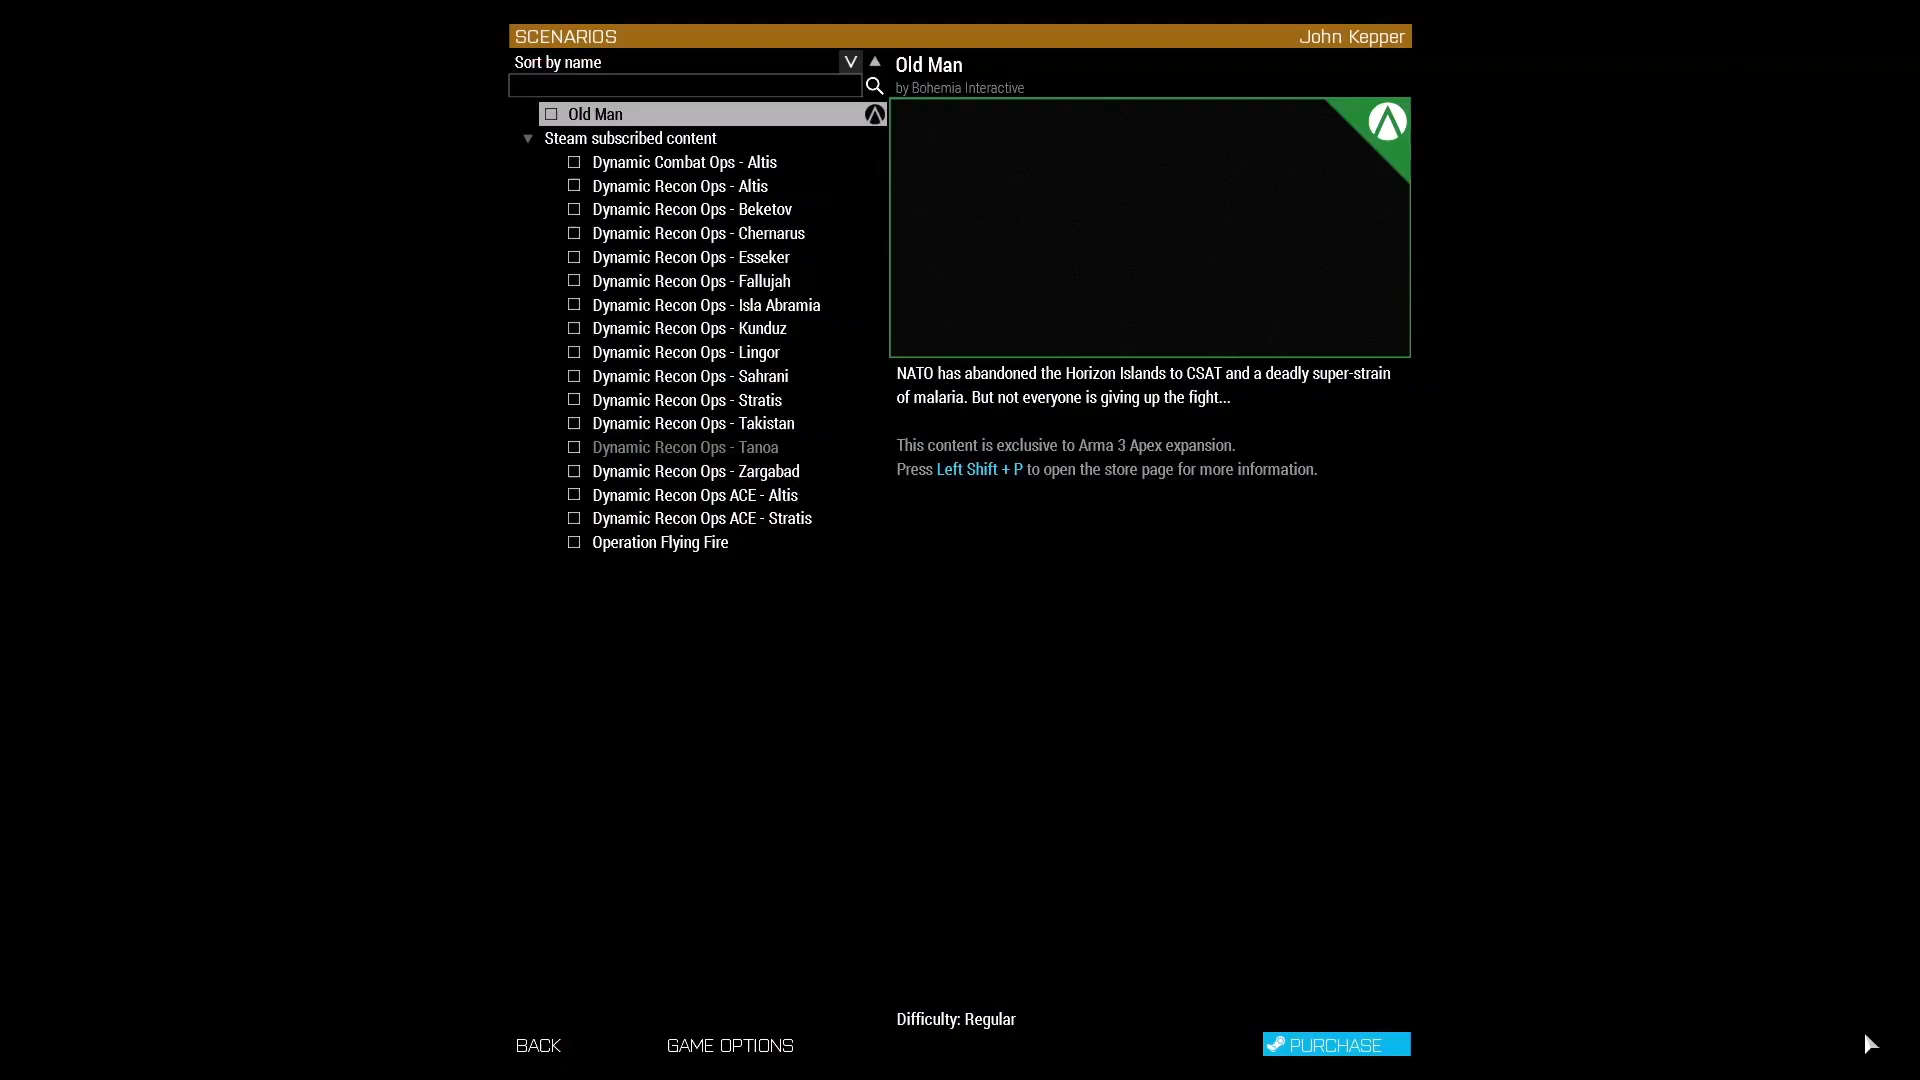 SCENARIOS
John Kepper
Sort by name
Old Man
by Bohemia Interactive
Old Man
Steam subscribed content
Dynamic Combat Ops - Altis
Dynamic Recon Ops - Altis
Dynamic Recon Ops - Beketov
Dynamic Recon Ops - Chernarus
Dynamic Recon Ops - Esseker
Dynamic Recon Ops - Fallujah
Dynamic Recon Ops - Isla Abramia
Dynamic Recon Ops - Kunduz
Dynamic Recon Ops - Lingor
Dynamic Recon Ops - Sahrani
Dynamic Recon Ops - Stratis
Dynamic Recon Ops - Takistan
Dynamic Recon Ops - Tanoa
Dynamic Recon Ops - Zargabad
Dynamic Recon Ops ACE - Altis
Dynamic Recon Ops ACE - Stratis
Operation Flying Fire
NATO has abandoned the Horizon Islands to CSAT and a deadly super-strain
of malaria. But not everyone is giving up the fight...
This content is exclusive to Arma 3 Apex expansion.
Press Left Shift + P to open the store page for more information.
Difficulty: Regular
BACK
GAME OPTIONS
PURCHASE